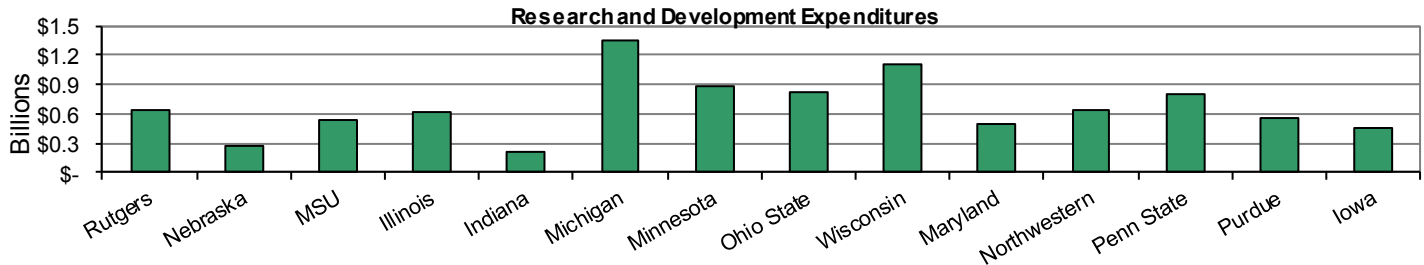 Research and Development Expenditures
Billions
$1.5
$1.2
$0.9
$0.6
$0.3
$-
Rutgers
Nebraska
MSU
Illinois
Indiana
Michigan
Minnesota
Ohio State
Wisconsin
Maryland
Northwestern
Penn State
Purdue
Iowa